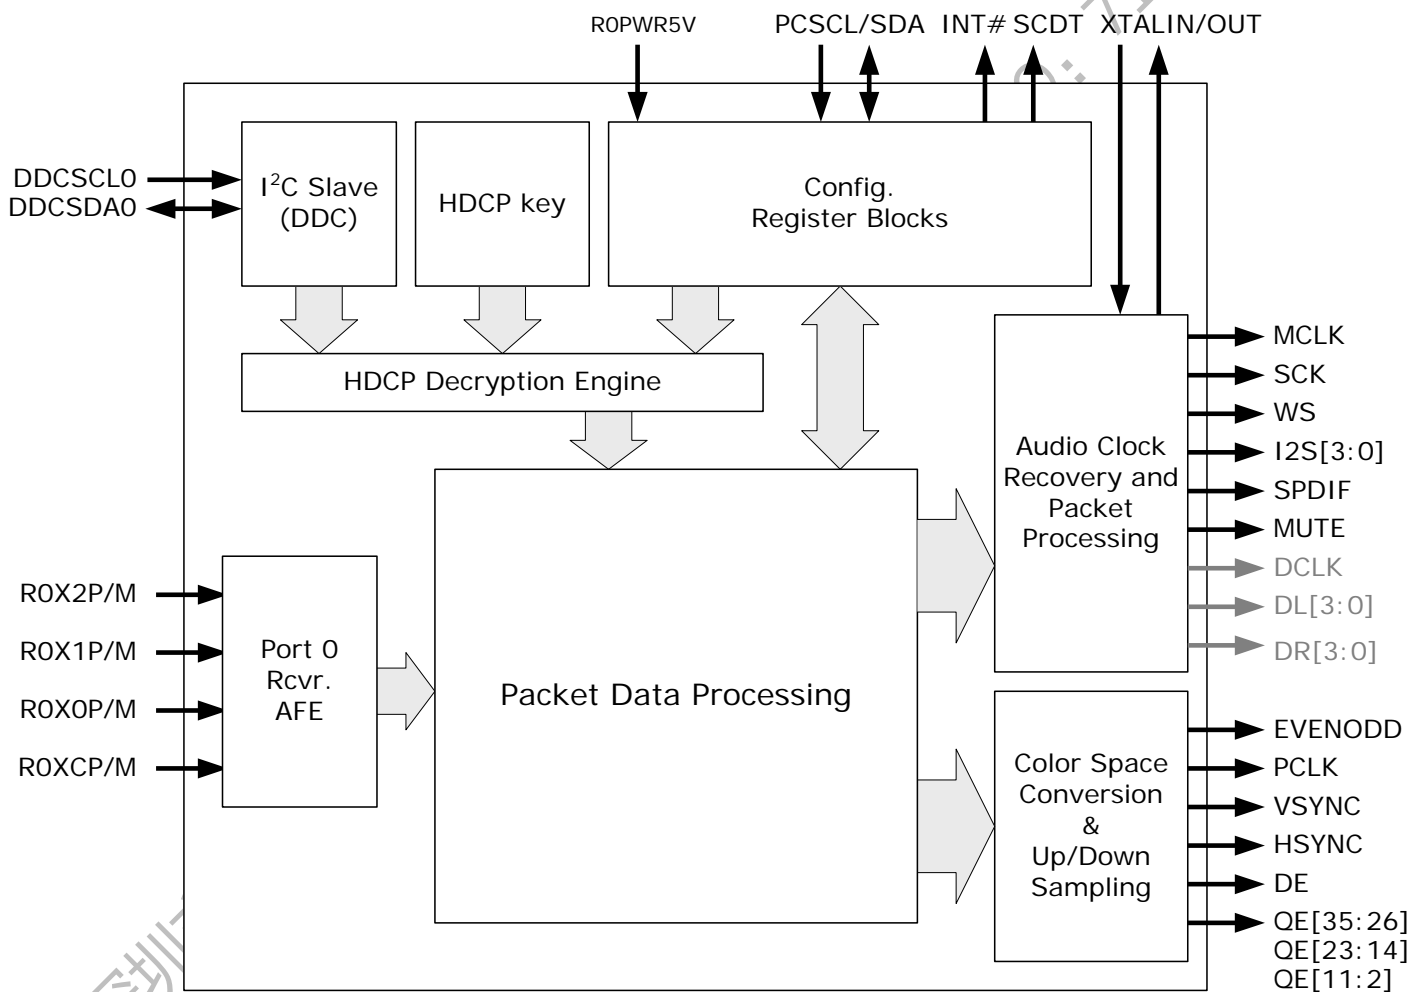 R0PWR5V
PCSCL/SDA
INT#
SCDT
XTALIN/OUT
DDCSCL0
DDCSDA0
I²C Slave
(DDC)
HDCP key
Config.
Register Blocks
HDCP Decryption Engine
R0X2P/M
R0X1P/M
R0X0P/M
R0XCP/M
Port 0
Rcvr.
AFE
Packet Data Processing
Audio Clock
Recovery and
Packet
Processing
MCLK
SCK
WS
I2S[3:0]
SPDIF
MUTE
DCLK
DL[3:0]
DR[3:0]
Color Space
Conversion
&
Up/Down
Sampling
EVENODD
PCLK
VSYNC
HSYNC
DE
QE[35:26]
QE[23:14]
QE[11:2]